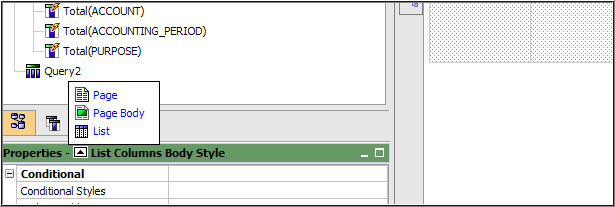 Total(ACCOUNT)
Total(ACCOUNTING_PERIOD)
Total(PURPOSE)
Query2
Page
Page Body
List
Properties - List Columns Body Style
Conditional
Conditional Styles